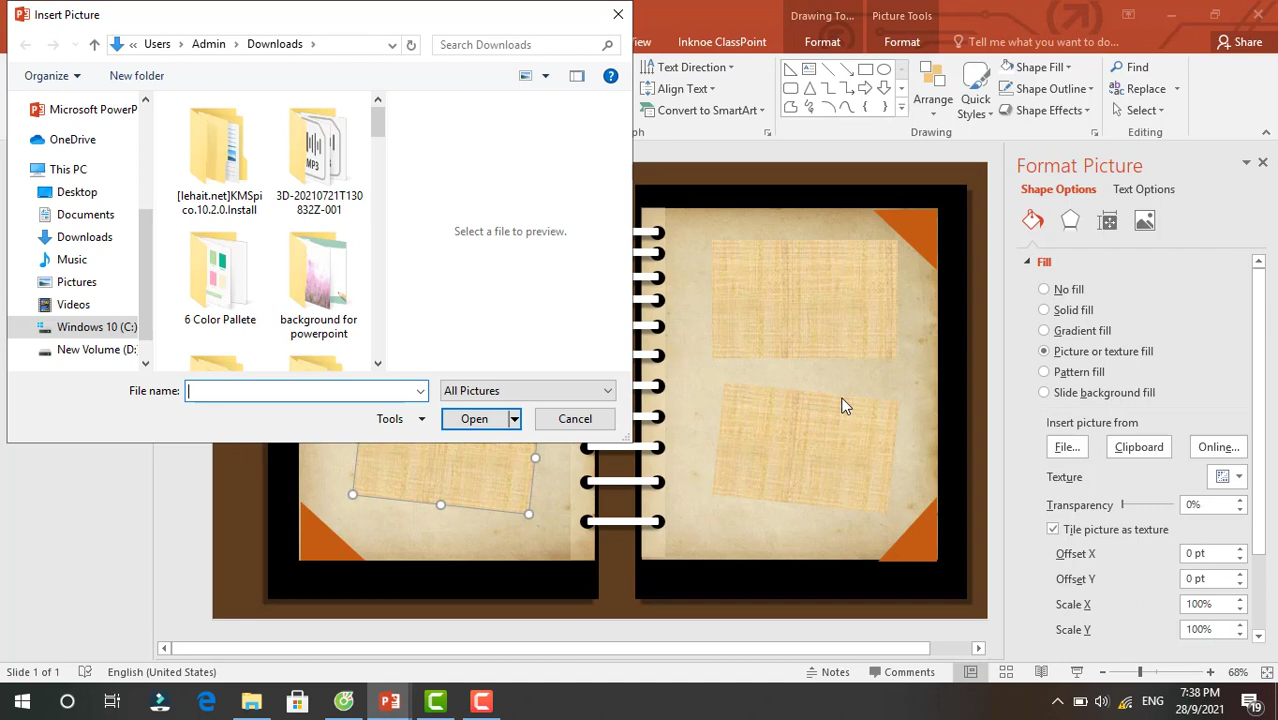 Insert Picture
Drawing To...
Picture Tools
Users
Admin
Downloads
Search Downloads
Inknoe ClassPoint
Format
Format
Tell me what you want to do...
Share
Organize
New folder
Text Direction
Align Text
Convert to SmartArt
Arrange
Quick
Styles
Shape Fill
Shape Outline
Shape Effects
Find
Replace
Select
Drawing
Editing
Microsoft PowerP
OneDrive
This PC
Desktop
Documents
Downloads
Music
Pictures
Videos
Windows 10 (C:)
New Volume (D:
MP3
[lehait.net]KMSpi
co.10.2.0.Install
3D-20210721T130
832Z-001
6 Color Pallete
background for
powerpoint
Select a file to preview.
File name:
All Pictures
Tools
Open
Cancel
Format Picture
Shape Options
Text Options
Fill
No fill
Solid fill
Gradient fill
Picture or texture fill
Pattern fill
Slide background fill
Insert picture from
File...
Clipboard
Online...
Texture
Transparency
0%
Tile picture as texture
Offset X
0 pt
Offset Y
0 pt
Scale X
100%
Scale Y
100%
Slide 1 of 1
English (United States)
Notes
Comments
68%
ENG
7:38 PM
28/9/2021
19